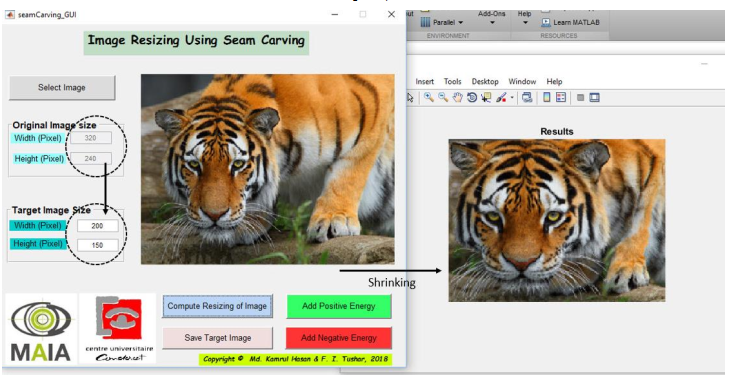 seamCarving_GUI
Image Resizing Using Seam Carving
Select Image
Original Image size
Width (Pixel) 320
Height (Pixel) 240
Target Image Size
Width (Pixel) 200
Height (Pixel) 150
Compute Resizing of Image
Add Positive Energy
Save Target Image
Add Negative Energy
MAIA
centre universitaire
Condorcet
Copyright © Md. Kamrul Hasan & F. I. Tushar, 2018
Shrinking
Parallel
Add-Ons
Help
Learn MATLAB
ENVIRONMENT
RESOURCES
Insert Tools Desktop Window Help
Results